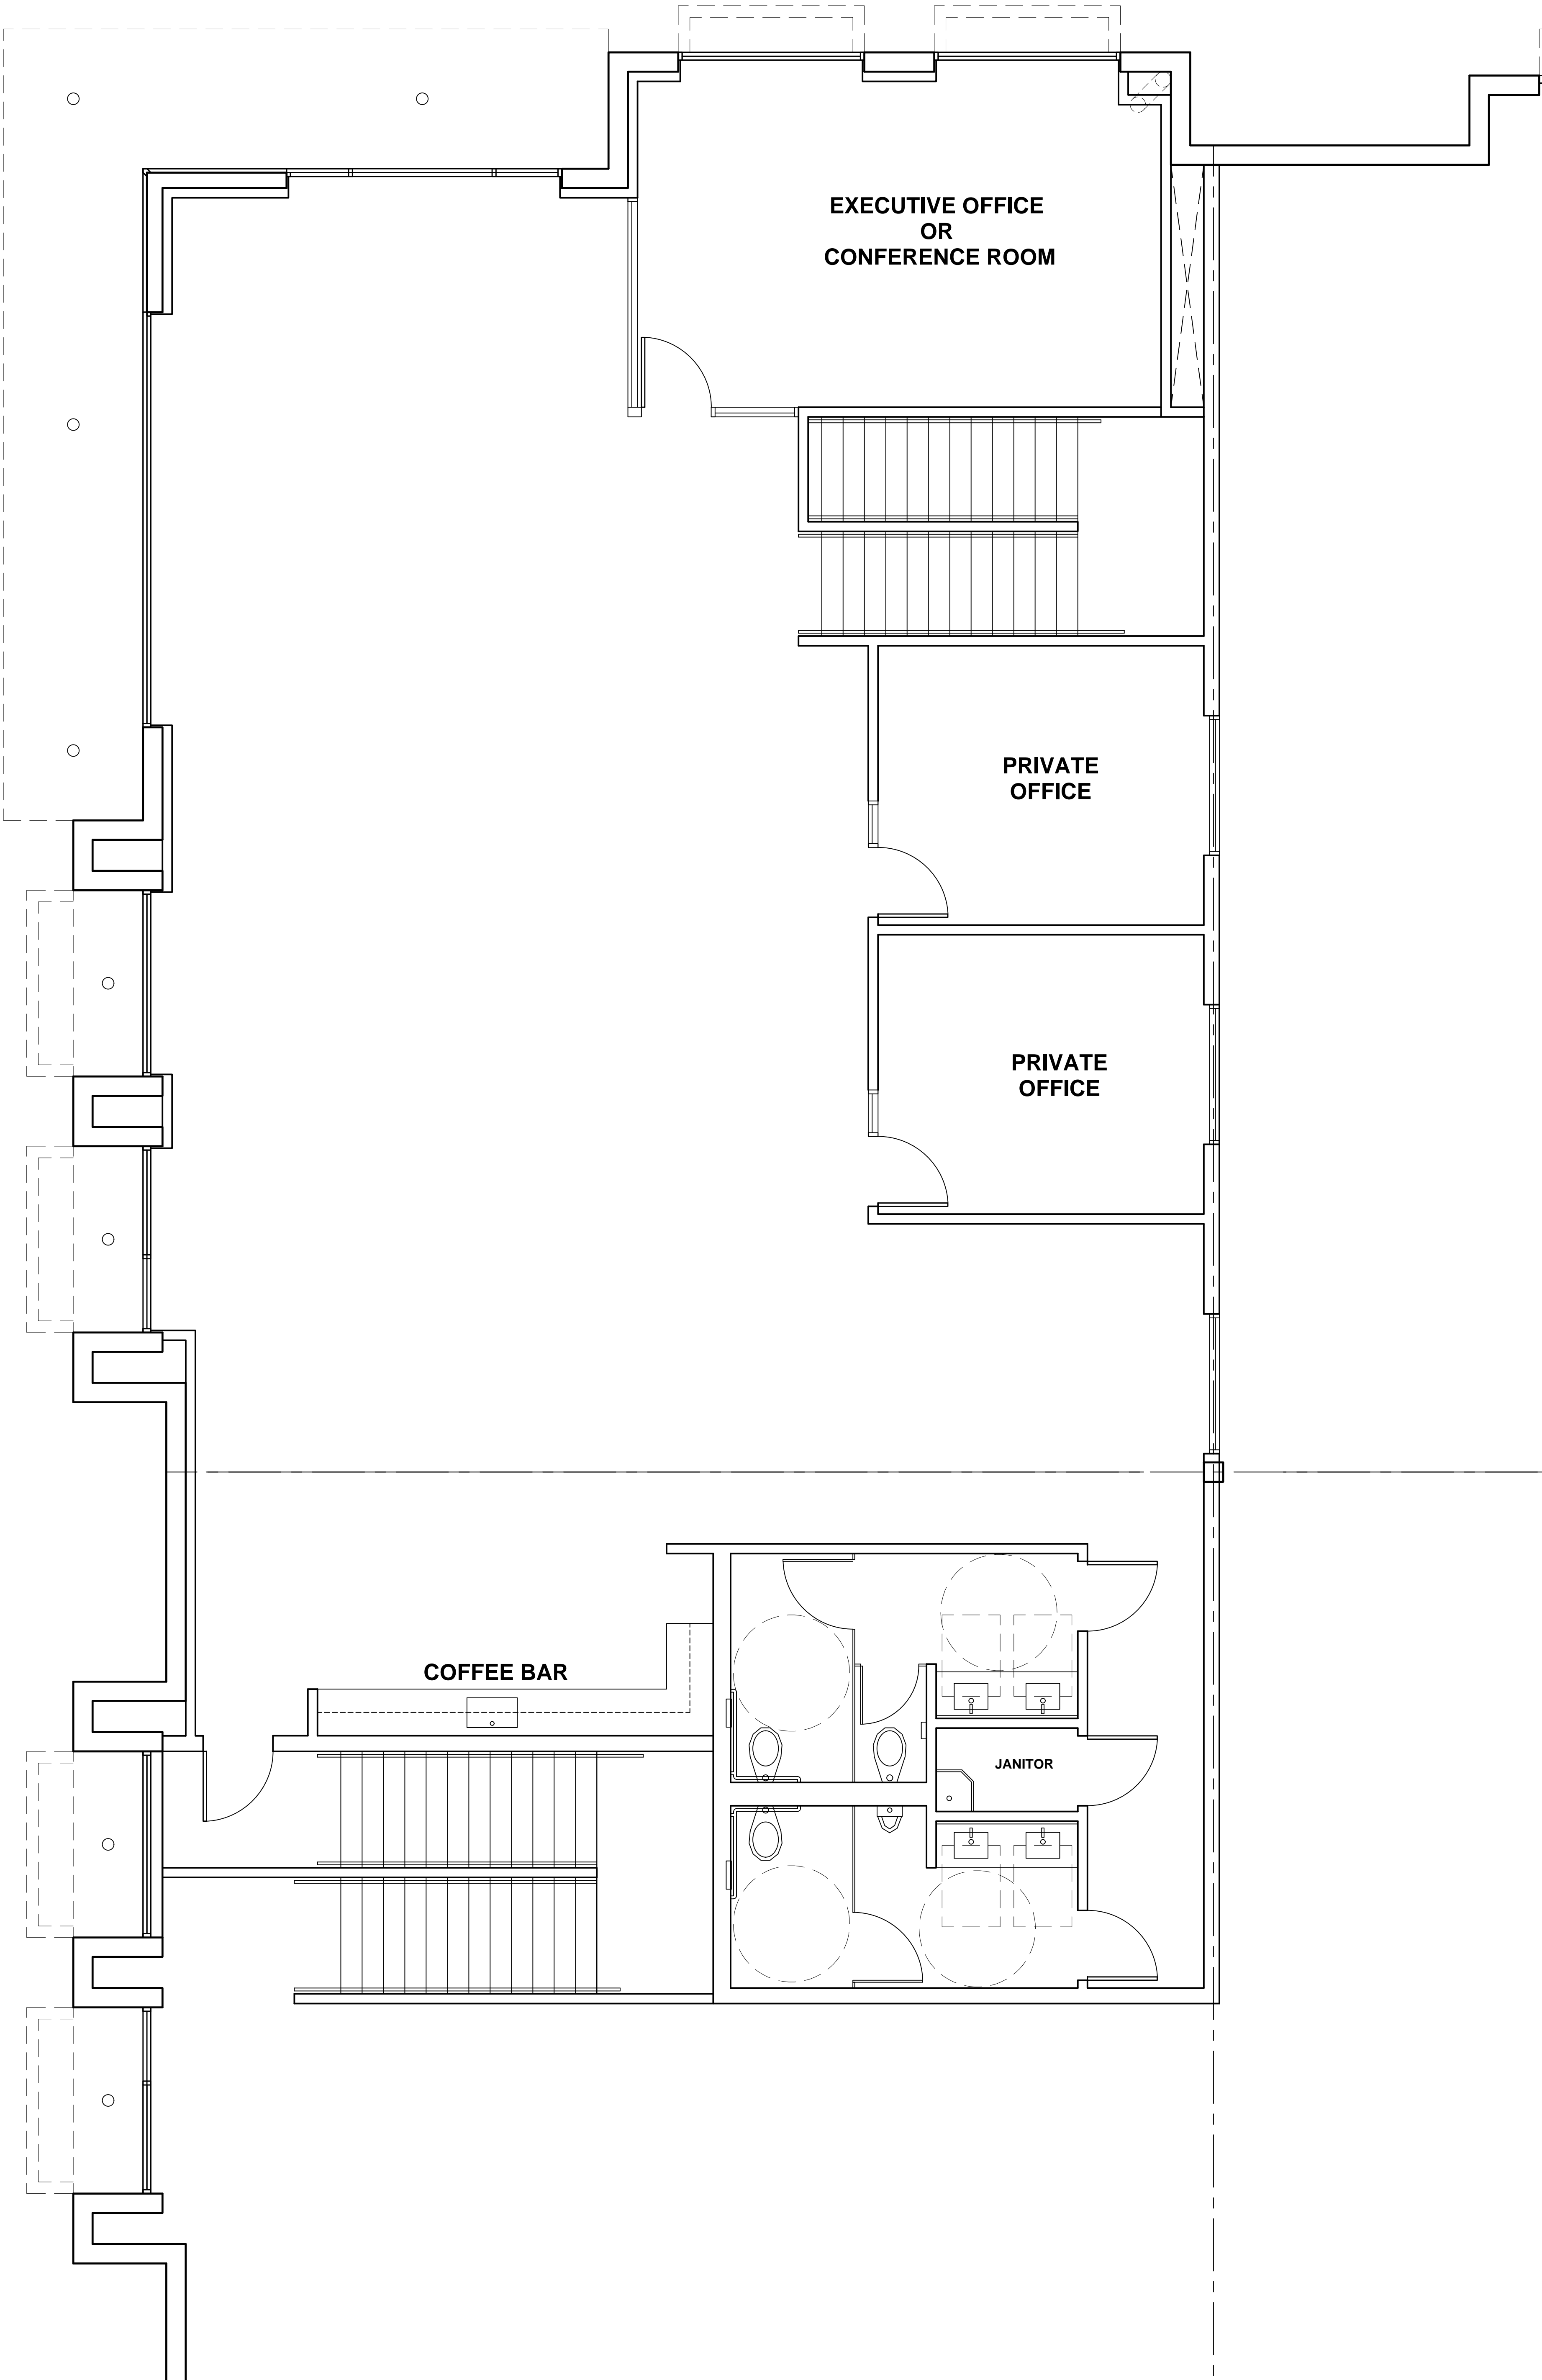 EXECUTIVE OFFICE
OR
CONFERENCE ROOM
PRIVATE
OFFICE
PRIVATE
OFFICE
COFFEE BAR
JANITOR